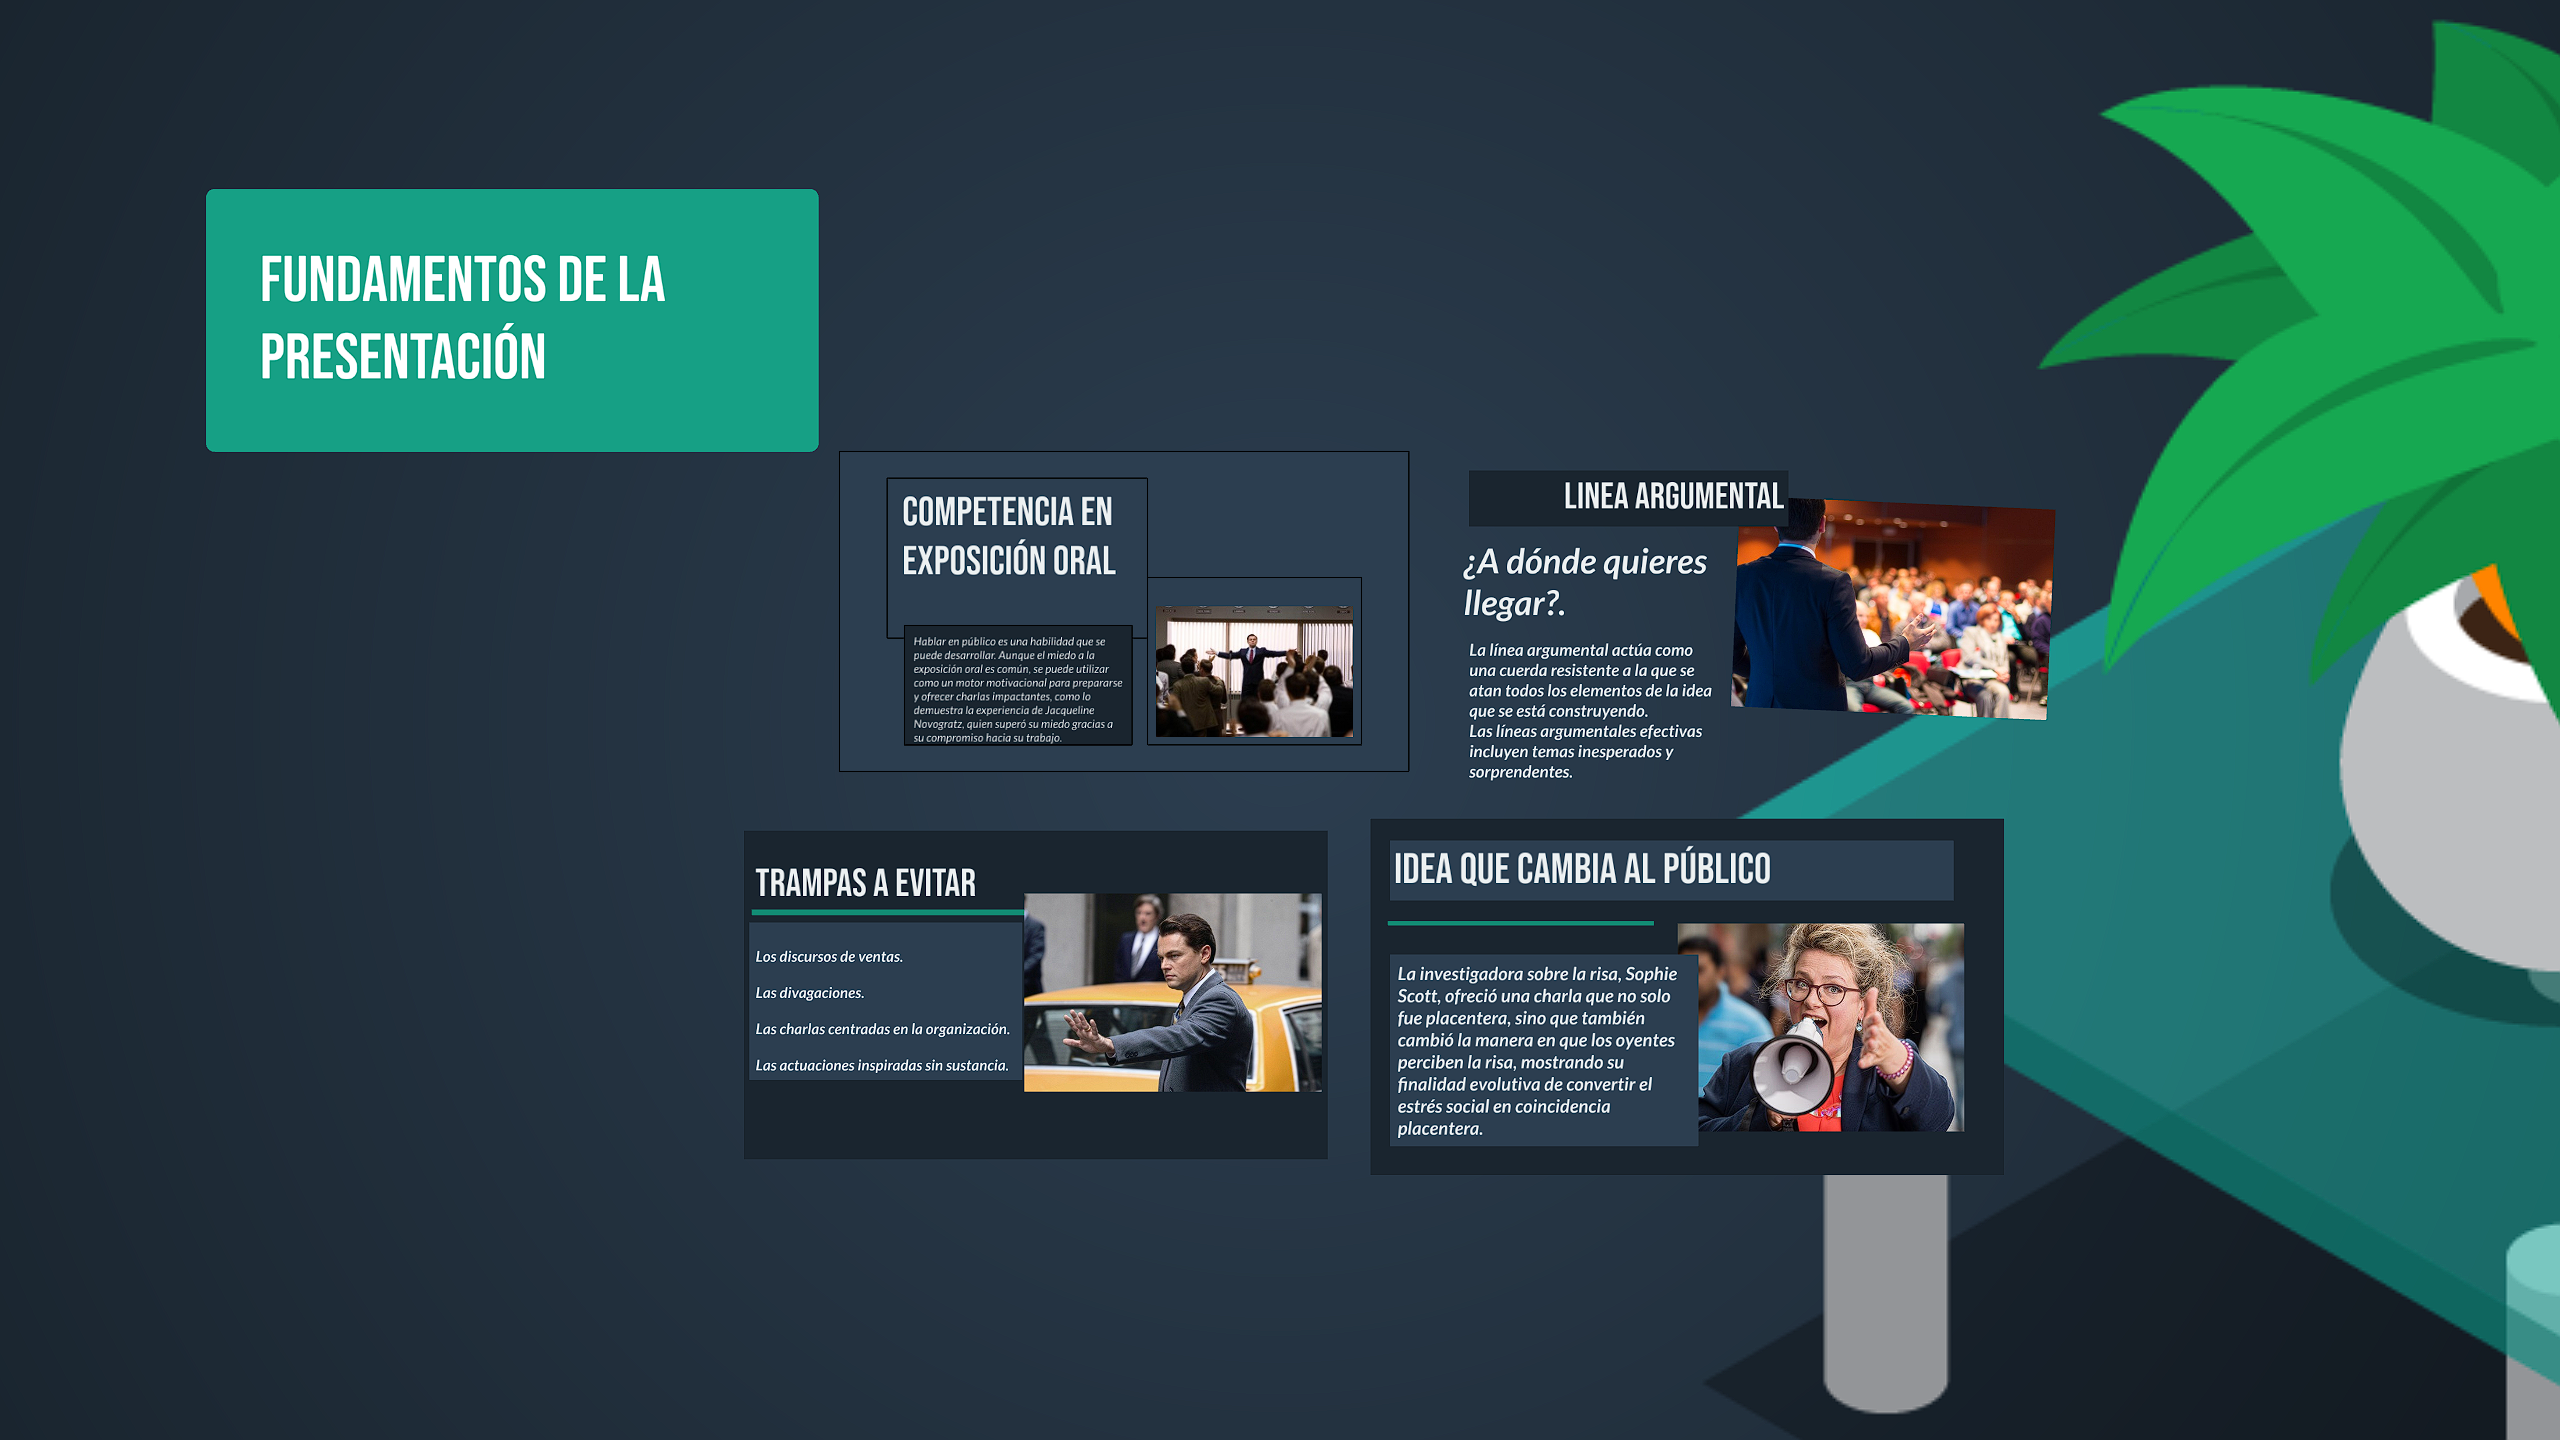 FUNDAMENTOS DE LA
PRESENTACIÓN
COMPETENCIA EN
EXPOSICIÓN ORAL
Hablar en público es una habilidad que se
puede desarrollar. Aunque el miedo a la
exposición oral es común, se puede utilizar
como un motor motivacional para prepararse
y ofrecer charlas impactantes, como lo
demuestra la experiencia de Jacqueline
Novogratz, quien superó su miedo gracias a
su compromiso hacia su trabajo.
LINEA ARGUMENTAL
¿A dónde quieres
llegar?.
La línea argumental actúa como
una cuerda resistente a la que se
atan todos los elementos de la idea
que se está construyendo.
Las líneas argumentales efectivas
incluyen temas inesperados y
sorprendentes.
TRAMPAS A EVITAR
Los discursos de ventas.
Las divagaciones.
Las charlas centradas en la organización.
Las actuaciones inspiradas sin sustancia.
IDEA QUE CAMBIA AL PÚBLICO
La investigadora sobre la risa, Sophie
Scott, ofreció una charla que no solo
fue placentera, sino que también
cambió la manera en que los oyentes
perciben la risa, mostrando su
finalidad evolutiva de convertir el
estrés social en coincidencia
placentera.